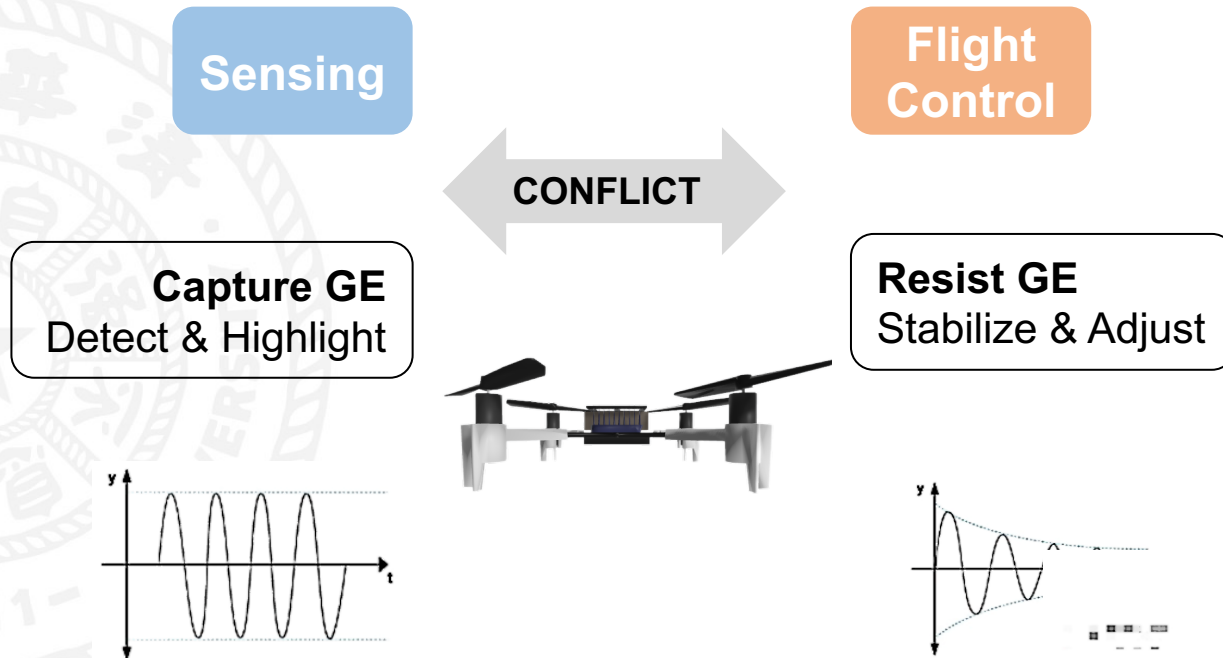 Sensing
Flight
Control
CONFLICT
Capture GE
Detect & Highlight
Resist GE
Stabilize & Adjust
y
t
y